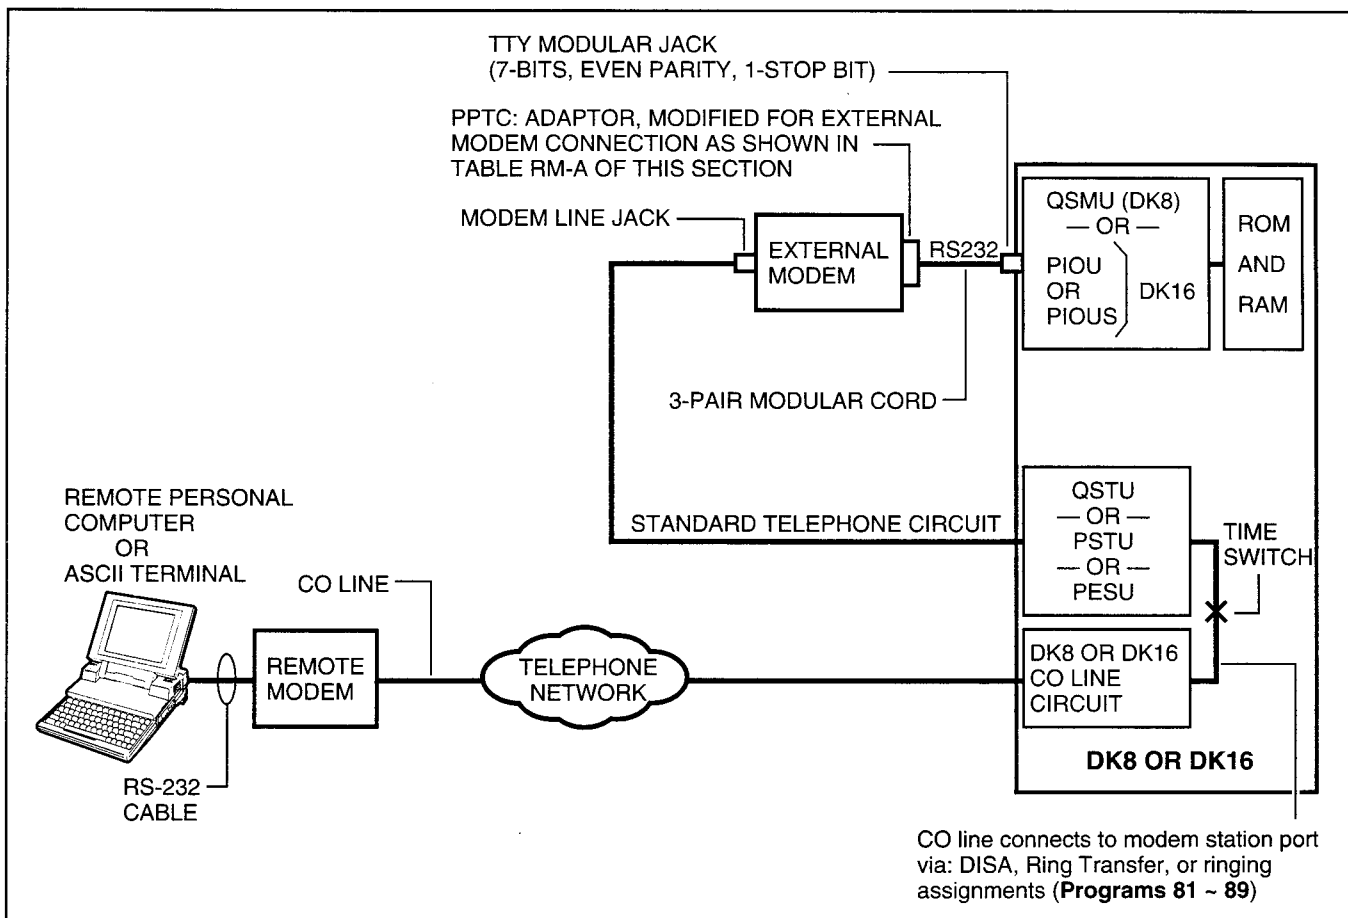 TTY MODULAR JACK
(7-BITS, EVEN PARITY, 1-STOP BIT)
PPTC: ADAPTOR, MODIFIED FOR EXTERNAL
MODEM CONNECTION AS SHOWN IN
TABLE RM-A OF THIS SECTION
MODEM LINE JACK
EXTERNAL
MODEM
RS232
QSMU (DK8)
— OR —
PIOU
OR
PIOUS
DK16
ROM
AND
RAM
3-PAIR MODULAR CORD
REMOTE PERSONAL
COMPUTER
OR
ASCII TERMINAL
CO LINE
STANDARD TELEPHONE CIRCUIT
QSTU
— OR —
PSTU
— OR —
PESU
TIME
SWITCH
REMOTE
MODEM
TELEPHONE
NETWORK
DK8 OR DK16
CO LINE
CIRCUIT
DK8 OR DK16
RS-232
CABLE
CO line connects to modem station port
via: DISA, Ring Transfer, or ringing
assignments (Programs 81 ~ 89)